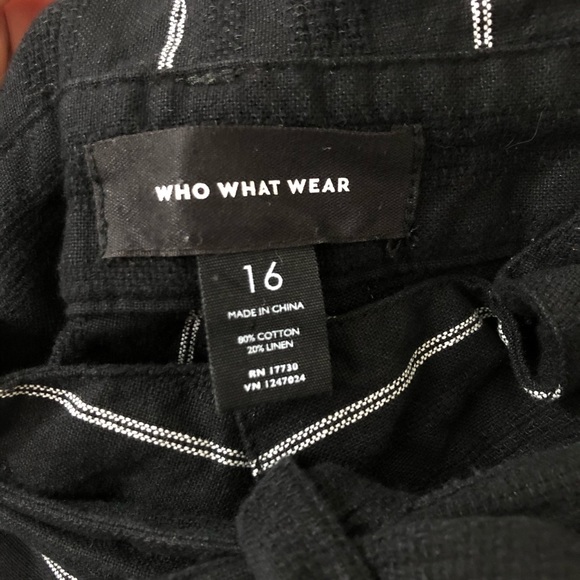 WHO WHAT WEAR
16
MADE IN CHINA
80% COTTON
20% LINEN
RN 17730
VN 1247024